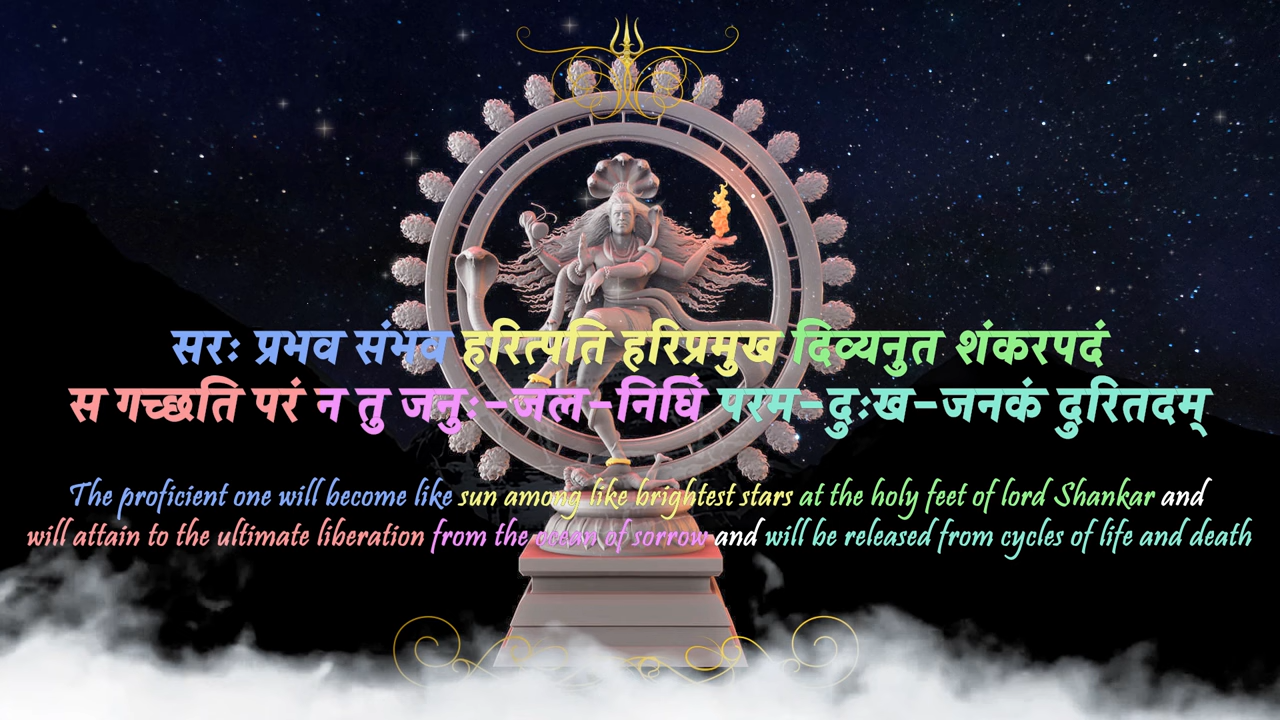 सरः प्रभव संभव हरित्पति हरिप्रमुख दिव्यनुत शंकरपदं
स गच्छति परं न तु जनुः-जल-निधिं परम-दुःख-जनकं दुरितदम्
The proficient one will become like sun among like brightest stars at the holy feet of lord Shankar and
will attain to the ultimate liberation from the ocean of sorrow and will be released from cycles of life and death